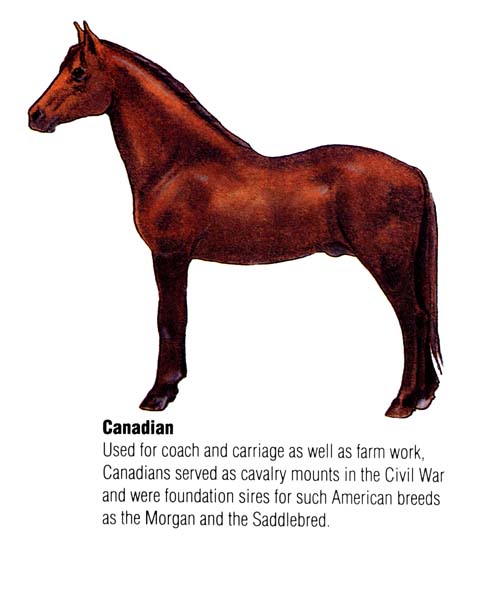 Canadian
Used for coach and carriage as well as farm work,
Canadians served as cavalry mounts in the Civil War
and were foundation sires for such American breeds
as the Morgan and the Saddlebred.